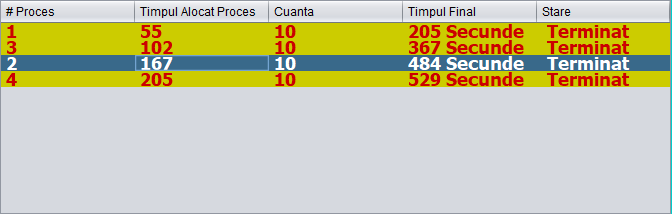 # Proces Timpul Alocat Proces Cuanta Timpul Final Stare
1 55 10 205 Secunde Terminat
3 102 10 367 Secunde Terminat
2 167 10 484 Secunde Terminat
4 205 10 529 Secunde Terminat